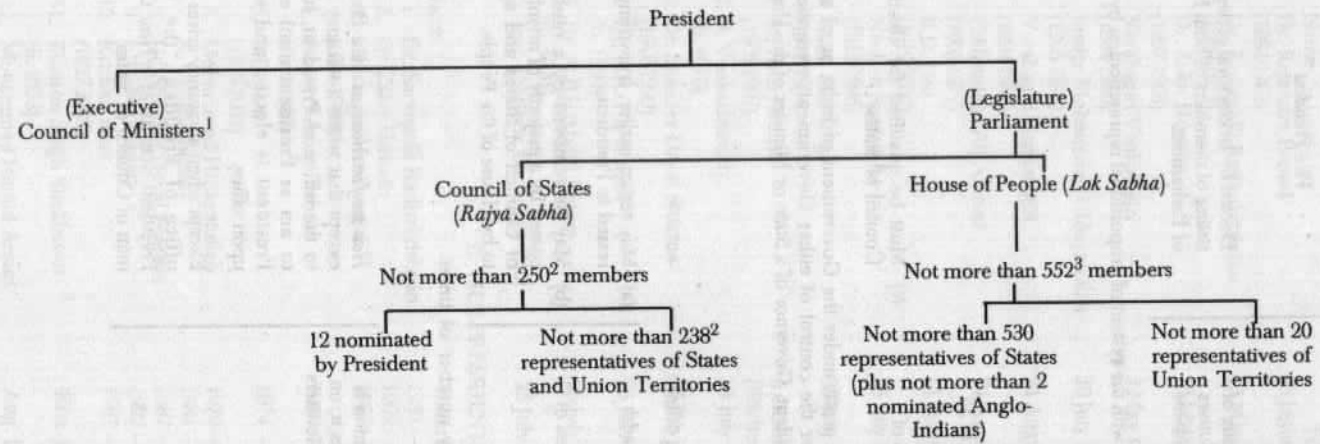 President
(Executive)
Council of Ministers¹
(Legislature)
Parliament
Council of States
(Rajya Sabha)
House of People (Lok Sabha)
Not more than 250² members
Not more than 552³ members
12 nominated
by President
Not more than 238²
representatives of States
and Union Territories
Not more than 530
representatives of States
(plus not more than 2
nominated Anglo-
Indians)
Not more than 20
representatives of
Union Territories